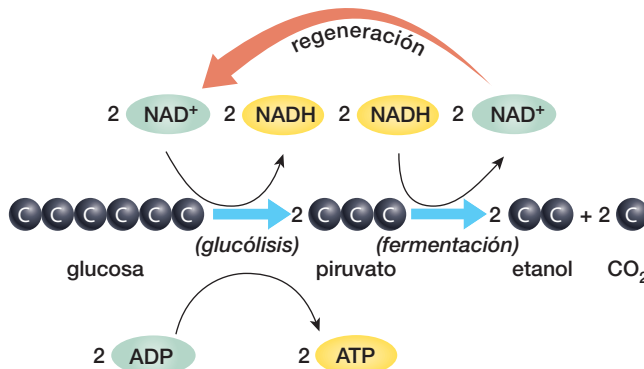 regeneración
2 NAD⁺ 2 NADH 2 NADH 2 NAD⁺
C C C C C C 2 C C C 2 C C + 2 C
(glucólisis) (fermentación)
glucosa piruvato etanol CO₂
2 ADP 2 ATP